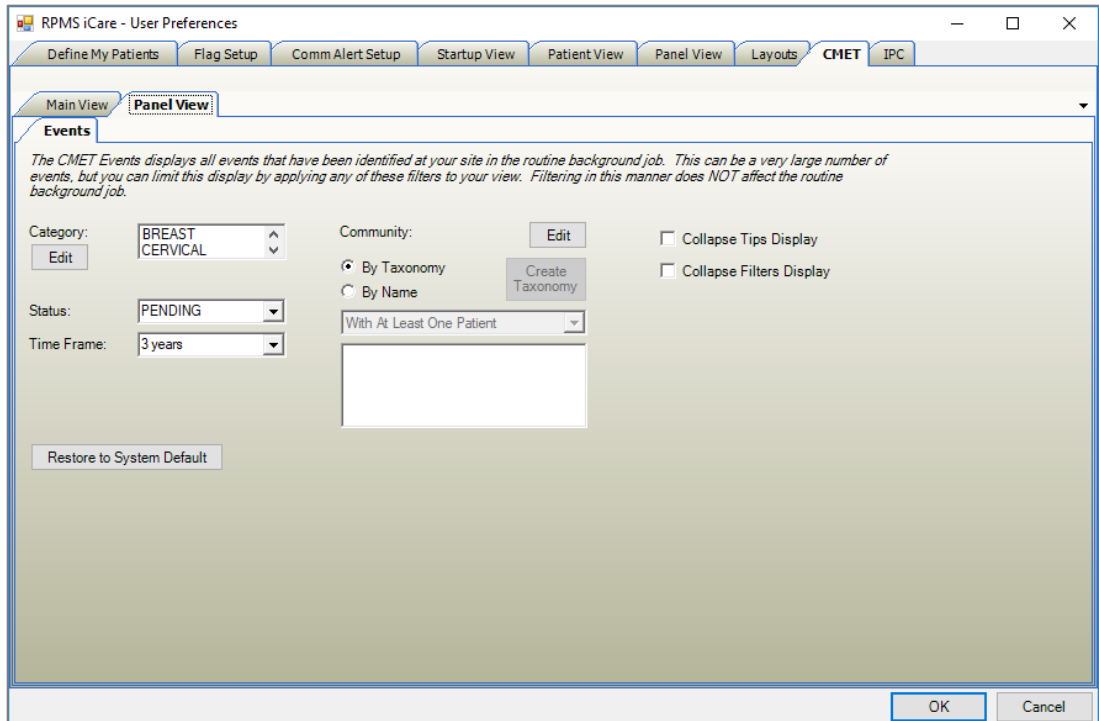 RPMS iCare - User Preferences
Define My Patients Flag Setup Comm Alert Setup Startup View Patient View Panel View Layouts CMET IPC
Main View Panel View
Events
The CMET Events displays all events that have been identified at your site in the routine background job. This can be a very large number of
events, but you can limit this display by applying any of these filters to your view. Filtering in this manner does NOT affect the routine
background job.
Category:
Edit
BREAST
CERVICAL
Status:
PENDING
Time Frame:
3 years
Community:
Edit
By Taxonomy
By Name
Create
Taxonomy
With At Least One Patient
Collapse Tips Display
Collapse Filters Display
Restore to System Default
OK Cancel